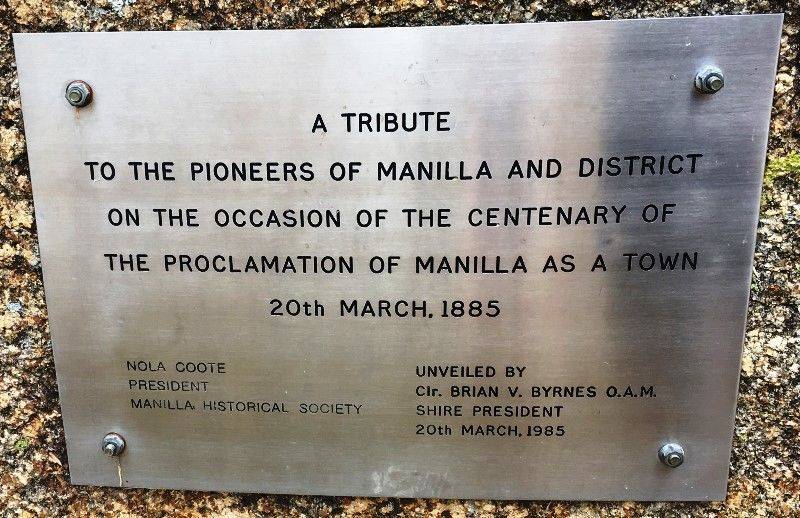 A TRIBUTE
TO THE PIONEERS OF MANILLA AND DISTRICT
ON THE OCCASION OF THE CENTENARY OF
THE PROCLAMATION OF MANILLA AS A TOWN
20th MARCH, 1885
NOLA COOTE
PRESIDENT
MANILLA HISTORICAL SOCIETY
UNVEILED BY
Clr. BRIAN V. BYRNES O.A.M.
SHIRE PRESIDENT
20th MARCH, 1985